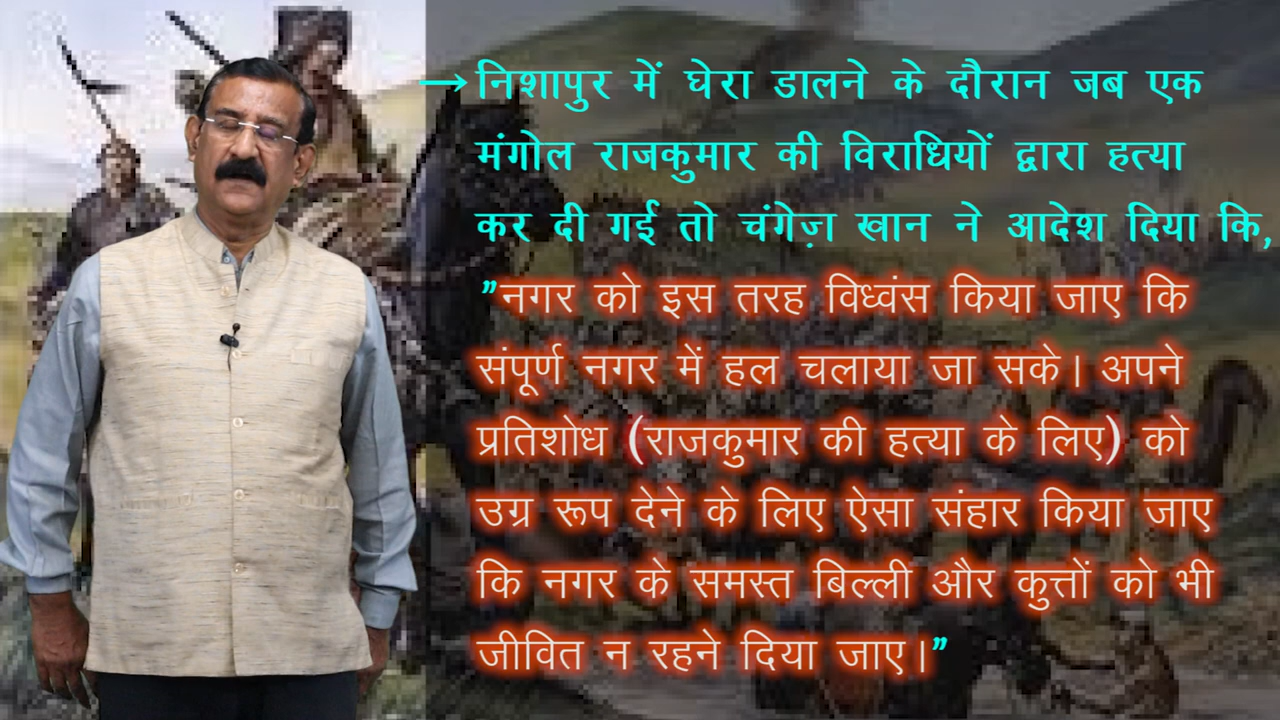 →निशापुर में घेरा डालने के दौरान जब एक
मंगोल राजकुमार की विराधियों द्वारा हत्या
कर दी गई तो चंगेज़ खान ने आदेश दिया कि,
"नगर को इस तरह विध्वंस किया जाए कि
संपूर्ण नगर में हल चलाया जा सके। अपने
प्रतिशोध (राजकुमार की हत्या के लिए) को
उग्र रूप देने के लिए ऐसा संहार किया जाए
कि नगर के समस्त बिल्ली और कुत्तों को भी
जीवित न रहने दिया जाए।"